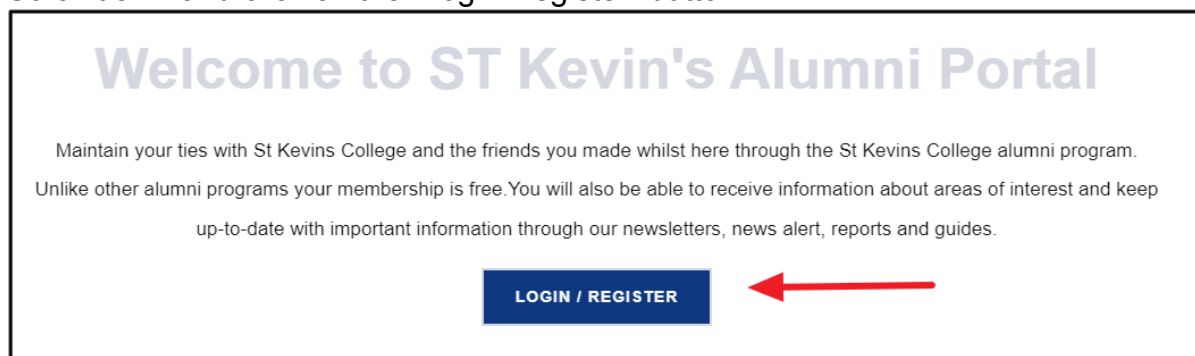 Welcome to ST Kevin's Alumni Portal
Maintain your ties with St Kevins College and the friends you made whilst here through the St Kevins College alumni program.
Unlike other alumni programs your membership is free.You will also be able to receive information about areas of interest and keep
up-to-date with important information through our newsletters, news alert, reports and guides.
LOGIN / REGISTER